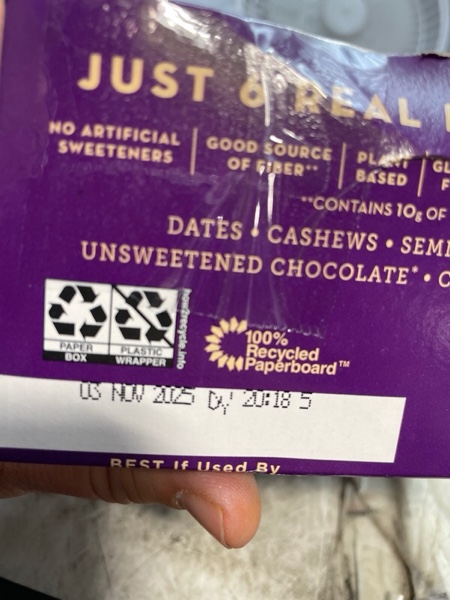 JUST 6 REAL
NO ARTIFICIAL SWEETENERS
GOOD SOURCE OF FIBER**
PLANT BASED
**CONTAINS 10g OF
DATES • CASHEWS • SEMI
UNSWEETENED CHOCOLATE* • C
PAPER BOX
PLASTIC WRAPPER
how2recycle.info
100% Recycled Paperboard™
03 NOV 2025 20:18 5
BEST If Used By